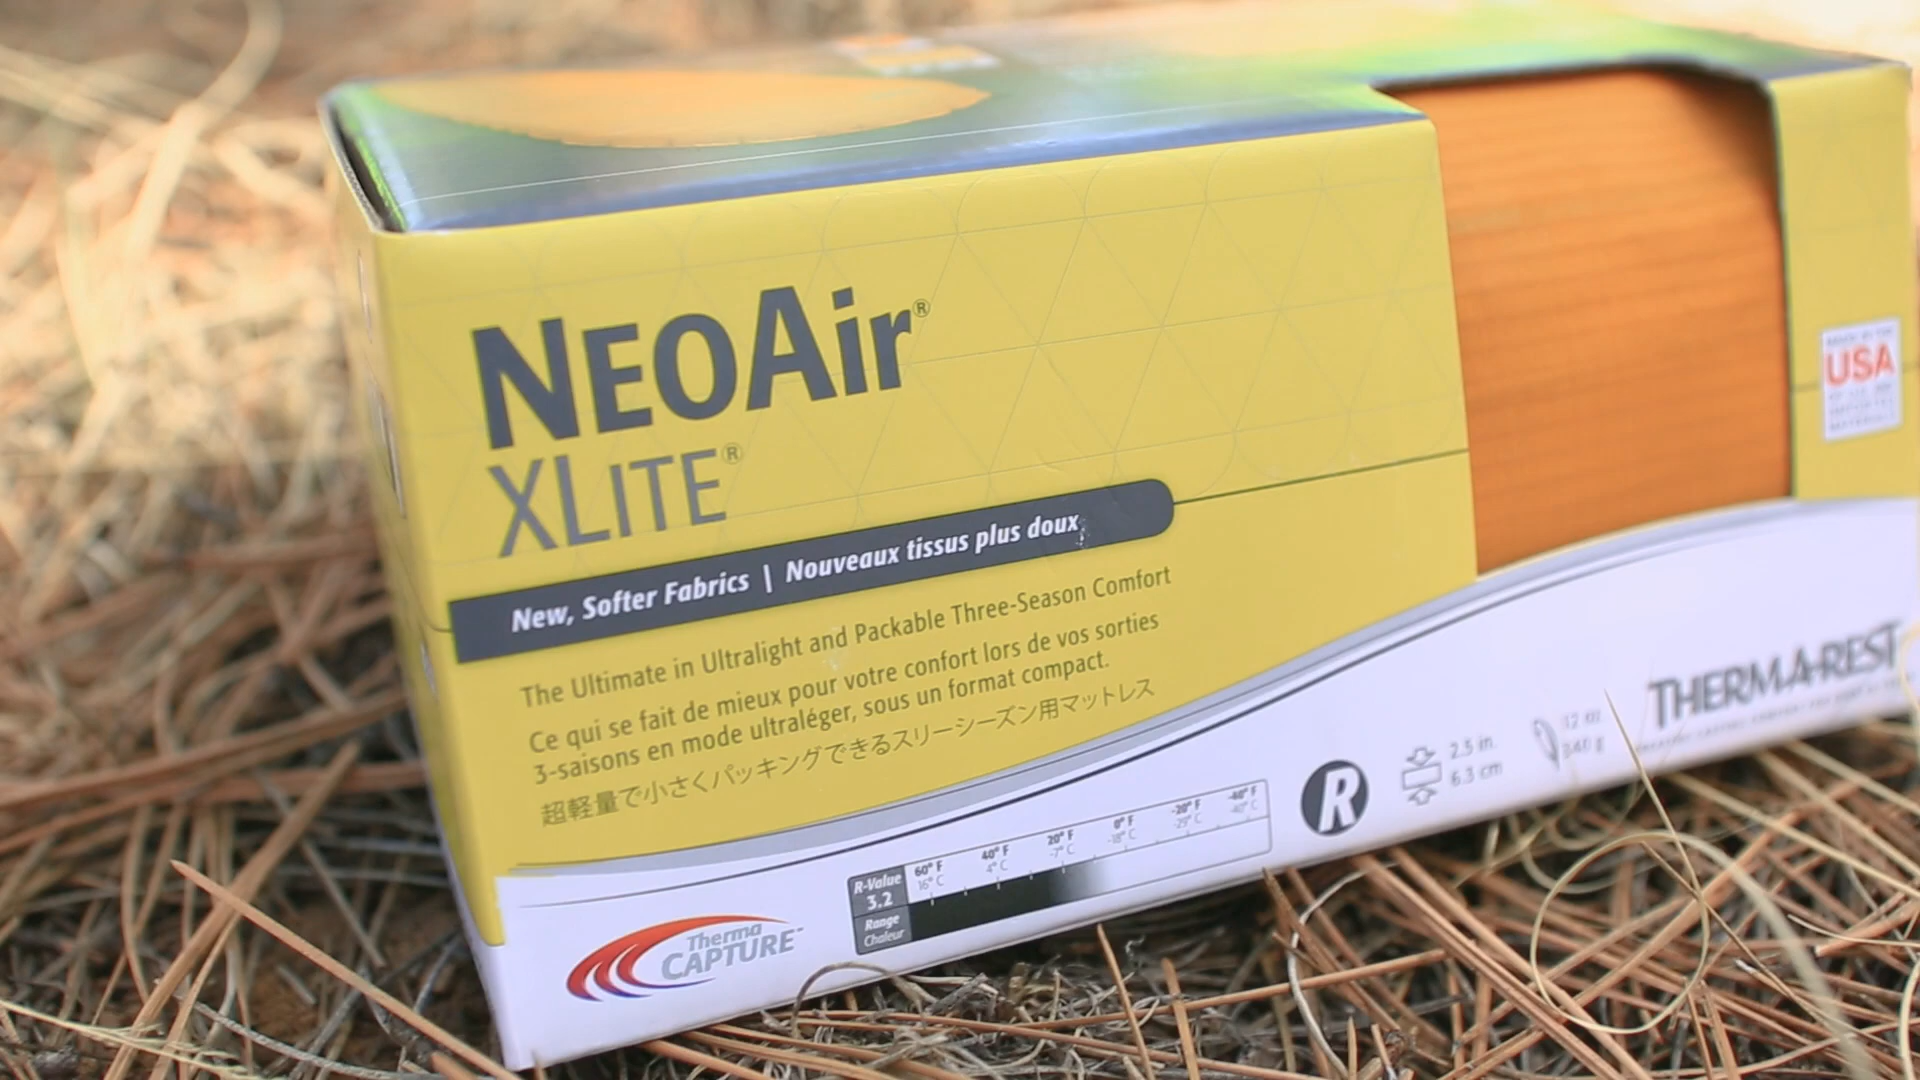 NEOAir®
XLITE®
New, Softer Fabrics | Nouveaux tissus plus doux
The Ultimate in Ultralight and Packable Three-Season Comfort
Ce qui se fait de mieux pour votre confort lors de vos sorties
3-saisons en mode ultraléger, sous un format compact.
超軽量で小さくパッキングできるスリーシーズン用マットレス
Therma
CAPTURE™
R-Value
3.2
Range
Chaleur
60° F 40° F 20° F 0° F -20° F -40° F
16° C 4° C -7° C -18° C -29° C -40° C
R
2.5 in.
6.3 cm
12 oz
340 g
THERM-A-REST
MADE IN THE
USA